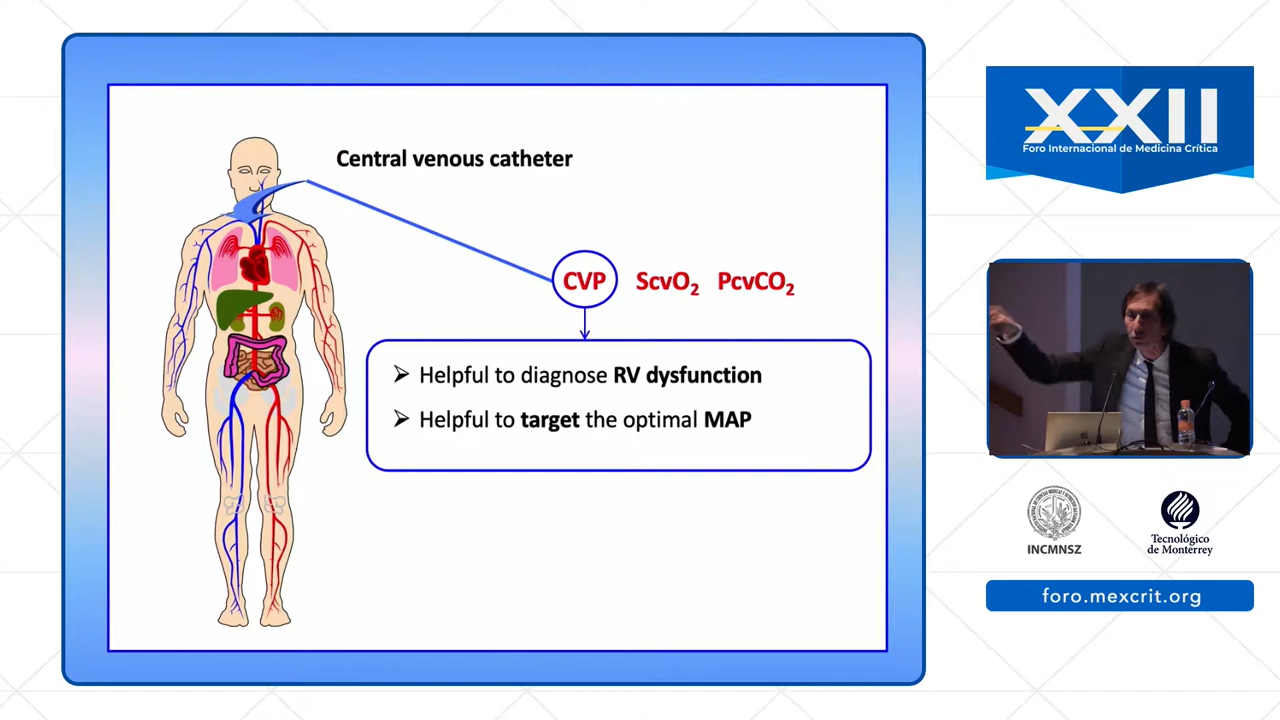 Central venous catheter
CVP ScvO₂ PcvCO₂
➢ Helpful to diagnose RV dysfunction
➢ Helpful to target the optimal MAP
XXII
Foro Internacional de Medicina Crítica
INCMNSZ
Tecnológico
de Monterrey
foro.mexcrit.org